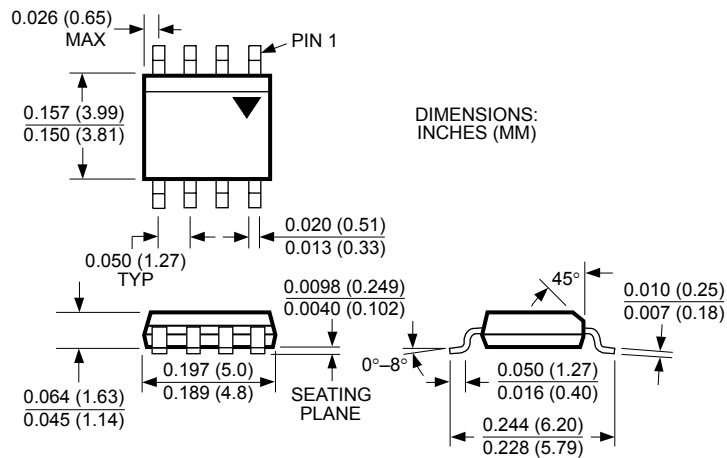 0.026 (0.65)
MAX
PIN 1
0.157 (3.99)
0.150 (3.81)
DIMENSIONS:
INCHES (MM)
0.020 (0.51)
0.013 (0.33)
0.050 (1.27)
TYP
0.0098 (0.249)
0.0040 (0.102)
45°
0.010 (0.25)
0.007 (0.18)
0°–8°
0.197 (5.0)
0.189 (4.8)
SEATING
PLANE
0.050 (1.27)
0.016 (0.40)
0.064 (1.63)
0.045 (1.14)
0.244 (6.20)
0.228 (5.79)